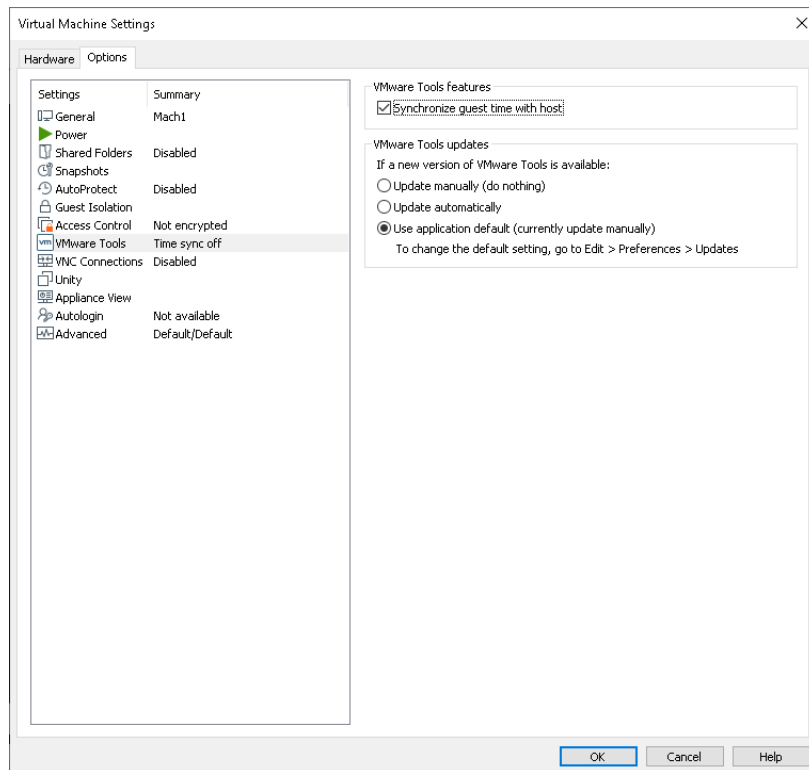 Virtual Machine Settings
Hardware
Options
Settings Summary
General Mach1
Power
Shared Folders Disabled
Snapshots
AutoProtect Disabled
Guest Isolation
Access Control Not encrypted
vm VMware Tools Time sync off
VNC Connections Disabled
Unity
Appliance View
Autologin Not available
Advanced Default/Default
VMware Tools features
Synchronize guest time with host
VMware Tools updates
If a new version of VMware Tools is available:
Update manually (do nothing)
Update automatically
Use application default (currently update manually)
To change the default setting, go to Edit > Preferences > Updates
OK Cancel Help